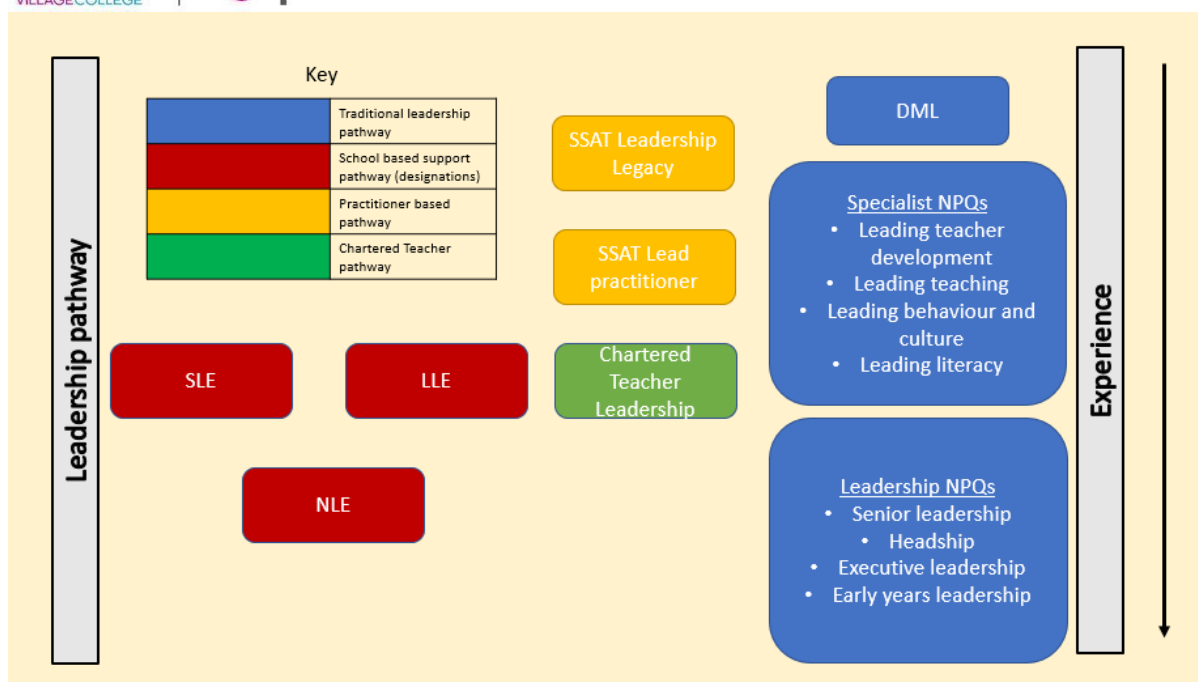 VILLAGECOLLEGE
Leadership pathway
Key
Traditional leadership
pathway
School based support
pathway (designations)
Practitioner based
pathway
Chartered Teacher
pathway
SSAT Leadership
Legacy
SSAT Lead
practitioner
SLE
LLE
Chartered
Teacher
Leadership
NLE
DML
Specialist NPQs
• Leading teacher
development
• Leading teaching
• Leading behaviour and
culture
• Leading literacy
Leadership NPQs
• Senior leadership
• Headship
• Executive leadership
• Early years leadership
Experience